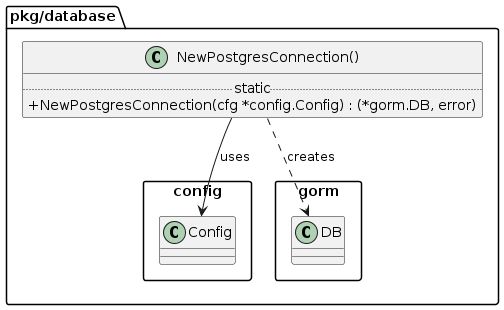 pkg/database
C NewPostgresConnection()
static
+NewPostgresConnection(cfg *config.Config) : (*gorm.DB, error)
uses
creates
config
gorm
C Config
C DB